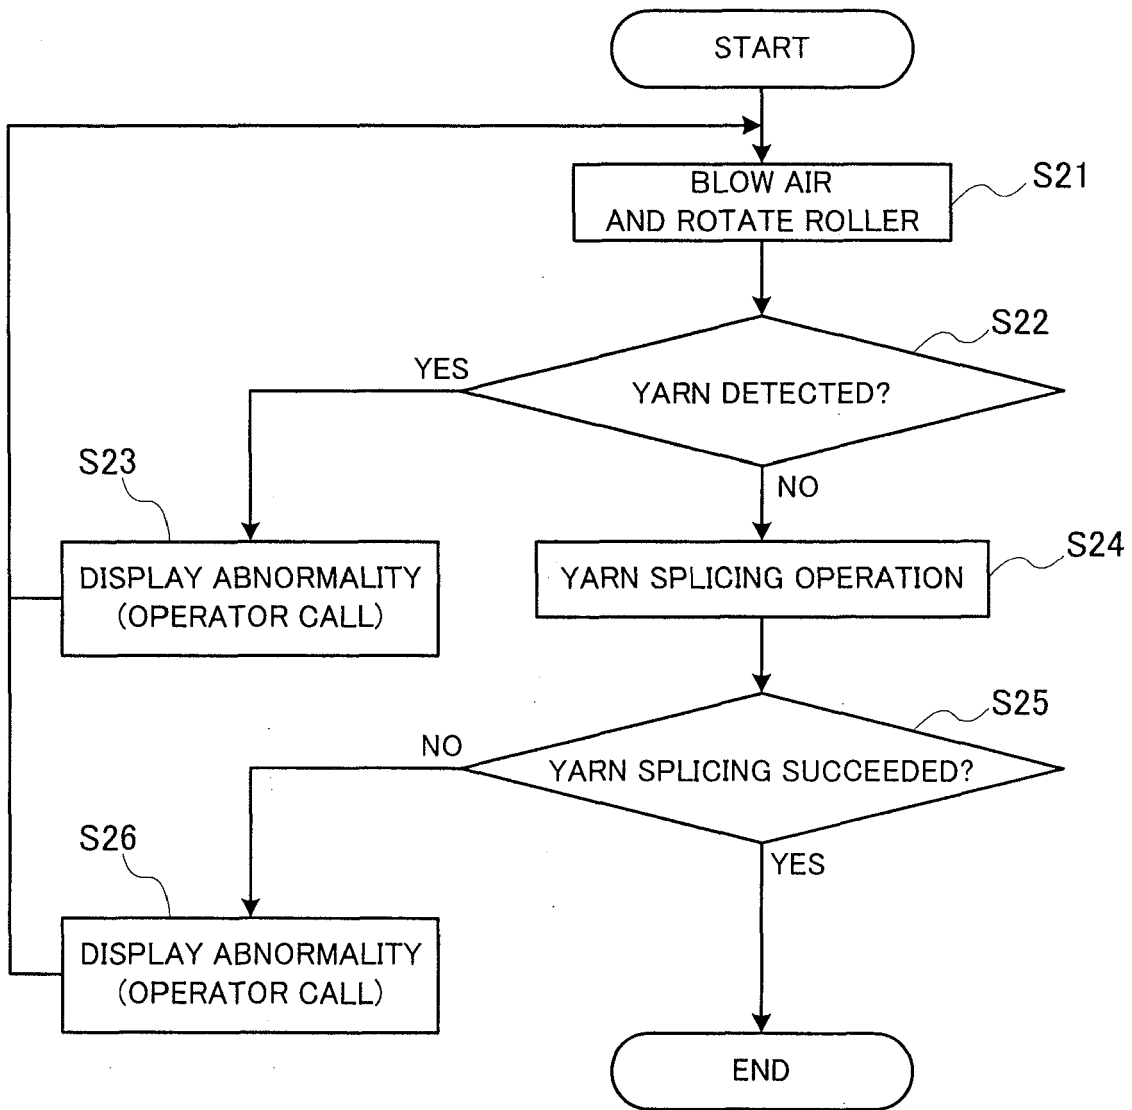 START
BLOW AIR
AND ROTATE ROLLER
S21
S22
YES
YARN DETECTED?
NO
S23
DISPLAY ABNORMALITY
(OPERATOR CALL)
S24
YARN SPLICING OPERATION
S25
NO
YARN SPLICING SUCCEEDED?
YES
S26
DISPLAY ABNORMALITY
(OPERATOR CALL)
END